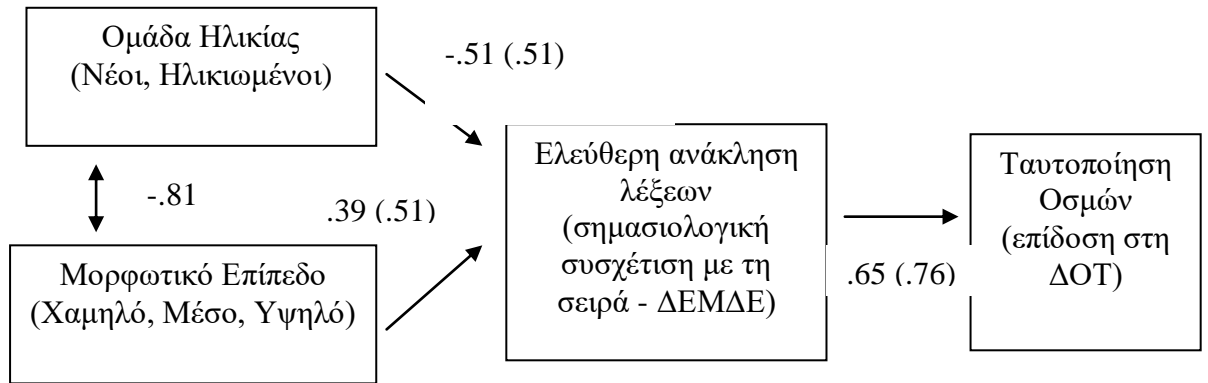 Ομάδα Ηλικίας
(Νέοι, Ηλικιωμένοι)
-.51 (.51)
-.81
.39 (.51)
Μορφωτικό Επίπεδο
(Χαμηλό, Μέσο, Υψηλό)
Ελεύθερη ανάκληση
λέξεων
(σημασιολογική
συσχέτιση με τη
σειρά - ΔΕΜΔΕ)
.65 (.76)
Ταυτοποίηση
Οσμών
(επίδοση στη
ΔΟΤ)